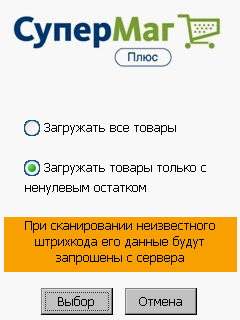 СуперМаг
Плюс
Загружать все товары
Загружать товары только с
ненулевым остатком
При сканировании неизвестного
штрихкода его данные будут
запрошены с сервера
Выбор
Отмена